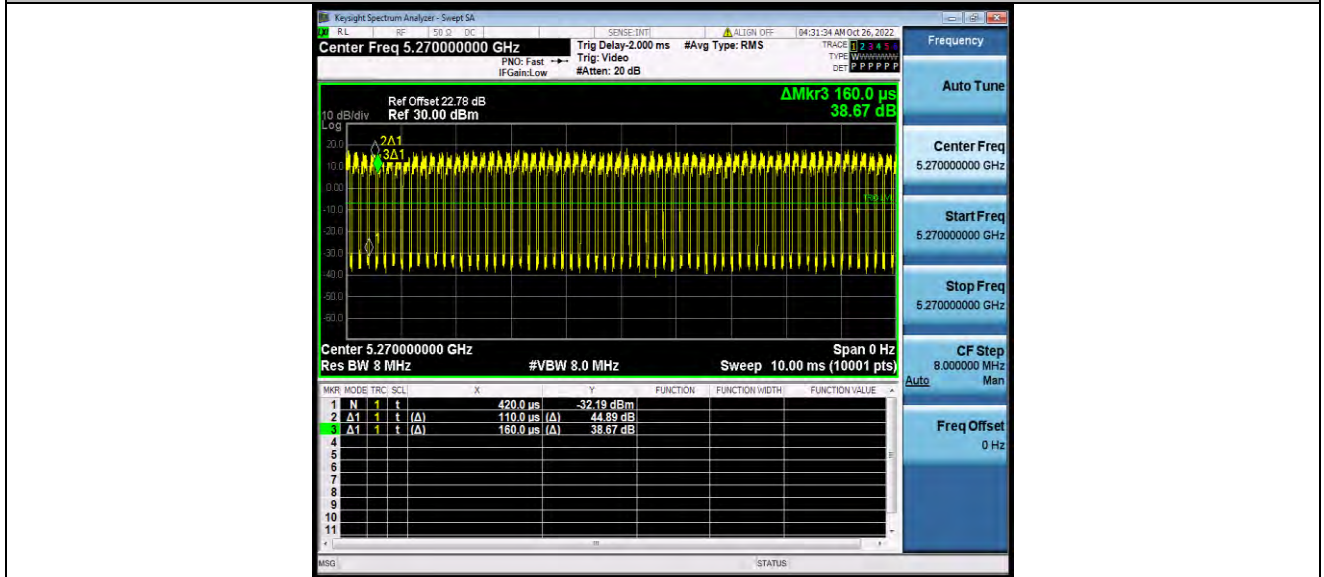 Keysight Spectrum Analyzer - Swept SA
RL RF 50 Ω DC SENSE:INT ALIGN OFF 04:31:34 AM Oct 26, 2022
Center Freq 5.270000000 GHz Trig Delay-2.000 ms #Avg Type: RMS TRACE 1 2 3 4 5 6
PNO: Fast Trig: Video TYPE WWWWWW
IFGain:Low #Atten: 20 dB DET P P P P P P
Frequency
Auto Tune
Center Freq
5.270000000 GHz
Start Freq
5.270000000 GHz
Stop Freq
5.270000000 GHz
CF Step
8.000000 MHz
Auto Man
Freq Offset
0 Hz
ΔMkr3 160.0 µs
38.67 dB
Ref Offset 22.78 dB
10 dB/div Ref 30.00 dBm
Log
20.0
10.0
0.00
-10.0
-20.0
-30.0
-40.0
-50.0
-60.0
2Δ1
3Δ1
1
TRIG LVL
Center 5.270000000 GHz Span 0 Hz
Res BW 8 MHz #VBW 8.0 MHz Sweep 10.00 ms (10001 pts)
MKR MODE TRC SCL X Y FUNCTION FUNCTION WIDTH FUNCTION VALUE
1 N 1 t 420.0 µs -32.19 dBm
2 Δ1 1 t (Δ) 110.0 µs (Δ) 44.89 dB
3 Δ1 1 t (Δ) 160.0 µs (Δ) 38.67 dB
4
5
6
7
8
9
10
11
MSG STATUS